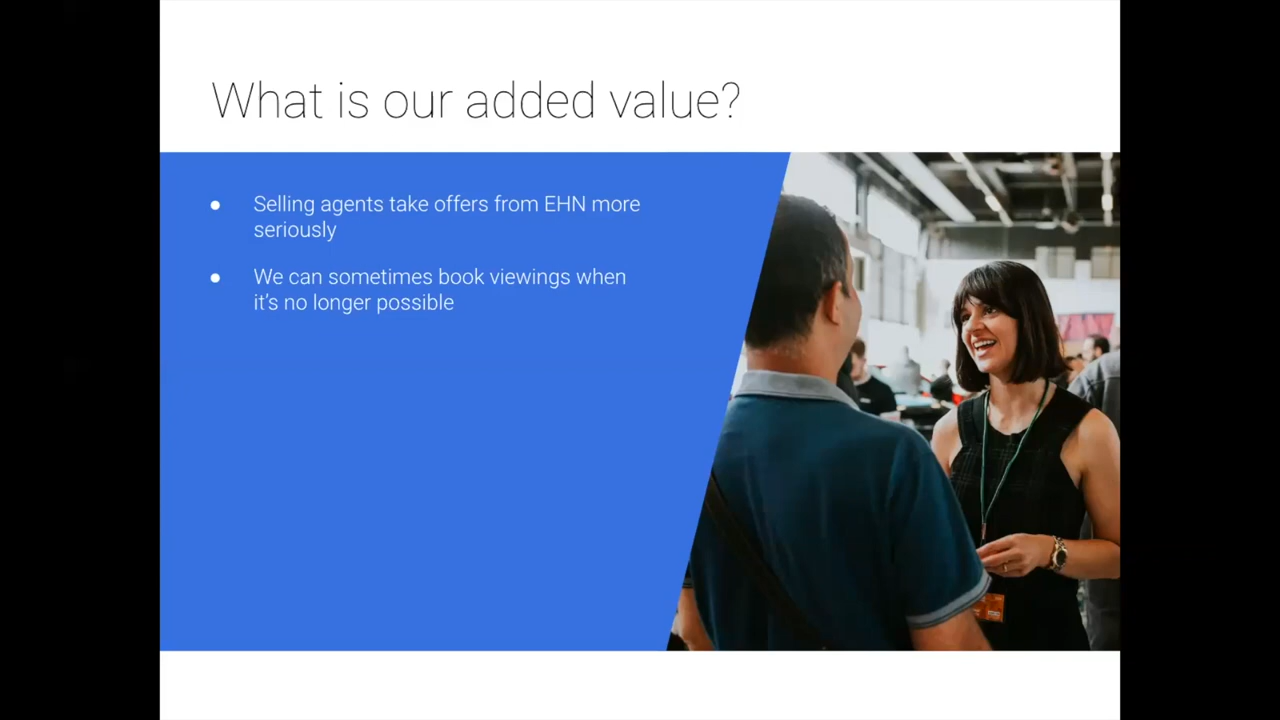 What is our added value?
● Selling agents take offers from EHN more
seriously
● We can sometimes book viewings when
it's no longer possible